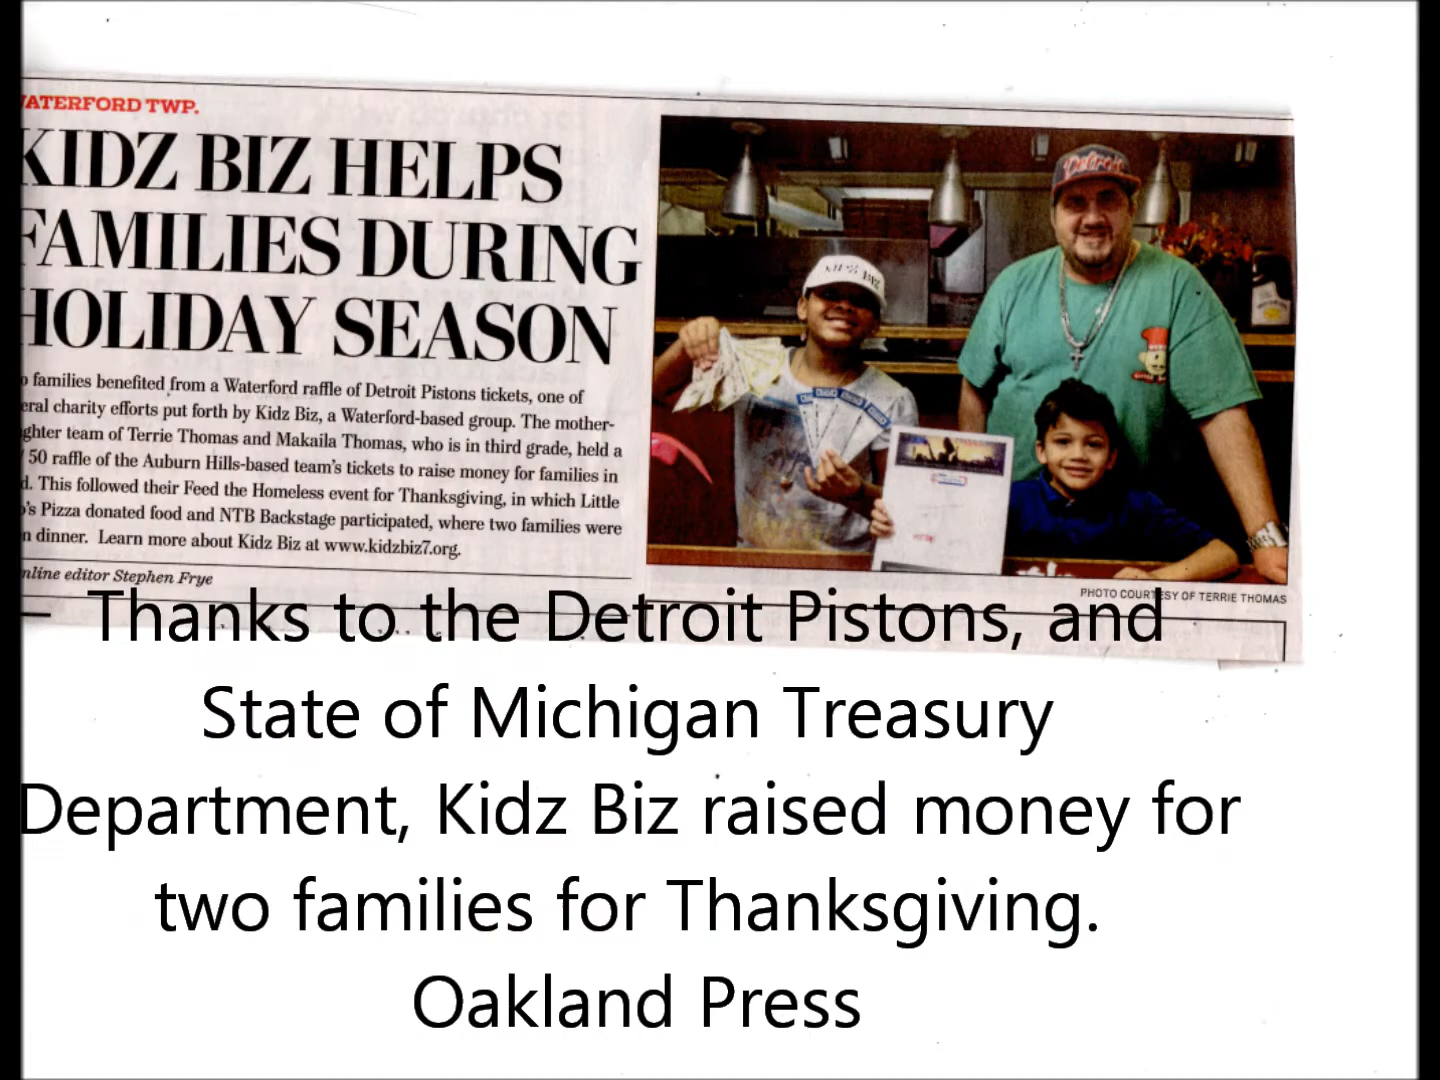 ATERFORD TWP.
KIDZ BIZ HELPS
FAMILIES DURING
HOLIDAY SEASON
o families benefited from a Waterford raffle of Detroit Pistons tickets, one of
eral charity efforts put forth by Kidz Biz, a Waterford-based group. The mother-
ghter team of Terrie Thomas and Makaila Thomas, who is in third grade, held a
50 raffle of the Auburn Hills-based team's tickets to raise money for families in
d. This followed their Feed the Homeless event for Thanksgiving, in which Little
o's Pizza donated food and NTB Backstage participated, where two families were
n dinner. Learn more about Kidz Biz at www.kidzbiz7.org.
nline editor Stephen Frye
Detroit
KIDZ BIZ
PHOTO COURTESY OF TERRIE THOMAS
– Thanks to the Detroit Pistons, and
State of Michigan Treasury
Department, Kidz Biz raised money for
two families for Thanksgiving.
Oakland Press